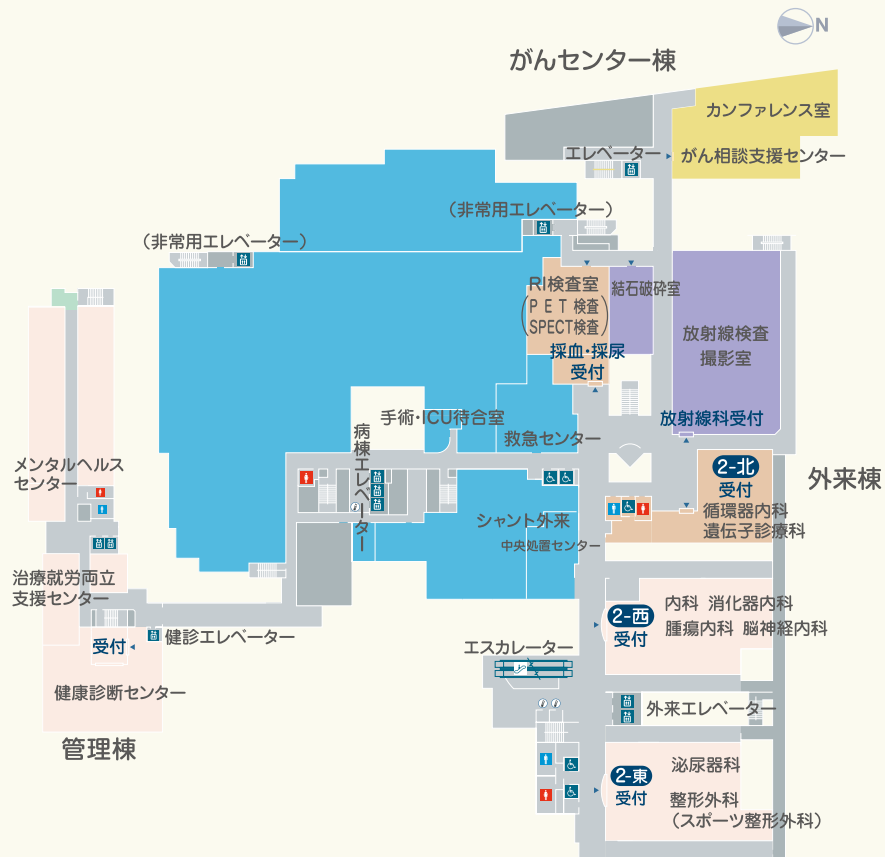 N
がんセンター棟
カンファレンス室
エレベーター
がん相談支援センター
（非常用エレベーター）
（非常用エレベーター）
RI検査室
（PET 検査
SPECT検査）
結石破砕室
採血・採尿
受付
放射線検査
撮影室
放射線科受付
手術・ICU待合室
救急センター
病棟エレベーター
メンタルヘルス
センター
2-北
受付
外来棟
循環器内科
遺伝子診療科
シャント外来
中央処置センター
治療就労両立
支援センター
2-西
受付
内科 消化器内科
腫瘍内科 脳神経内科
健診エレベーター
受付
エスカレーター
健康診断センター
外来エレベーター
管理棟
2-東
受付
泌尿器科
整形外科
（スポーツ整形外科）